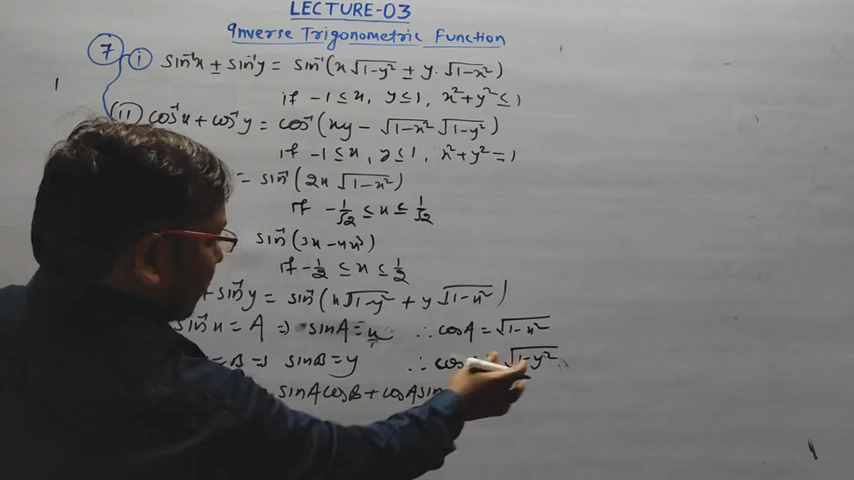 LECTURE-03
Inverse Trigonometric Function
7 i sin⁻¹x ± sin⁻¹y = sin⁻¹(x√1-y² ± y.√1-x²)
if -1 ≤ x, y ≤ 1, x²+y² ≤ 1
(ii) cos⁻¹x + cos⁻¹y = cos⁻¹(xy - √1-x² √1-y²)
if -1 ≤ x, y ≤ 1, x²+y² = 1
= sin⁻¹(2x√1-x²)
if -1/√2 ≤ x ≤ 1/√2
sin⁻¹(3x-4x³)
if -1/2 ≤ x ≤ 1/2
+ sin⁻¹y = sin⁻¹(x√1-y² + y√1-x²)
sin⁻¹x = A ⇒ sinA = x ∴ cosA = √1-x²
= B ⇒ sinB = y ∴ cos √1-y²
sinA cosB + cosA sin